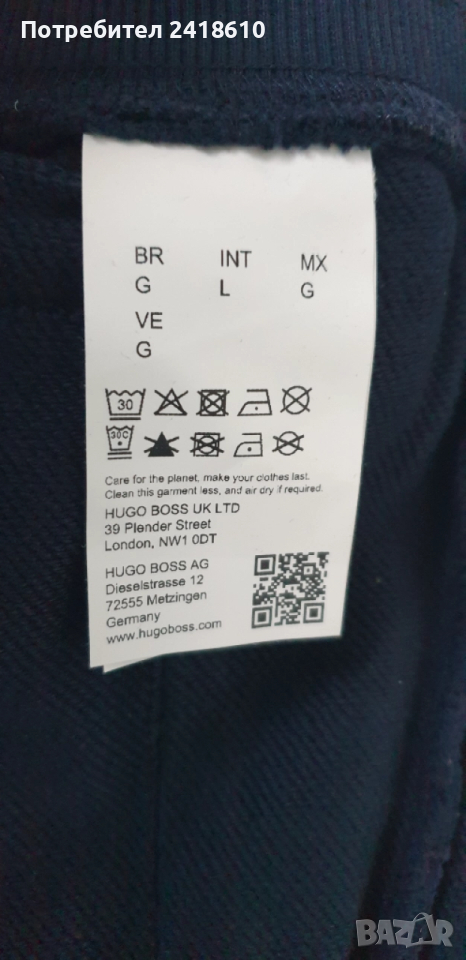 Потребител 2418610
BR INT MX
G L G
VE
G
30
30C
Care for the planet, make your clothes last.
Clean this garment less, and air dry if required.
HUGO BOSS UK LTD
39 Plender Street
London, NW1 0DT
HUGO BOSS AG
Dieselstrasse 12
72555 Metzingen
Germany
www.hugoboss.com
BAZAR